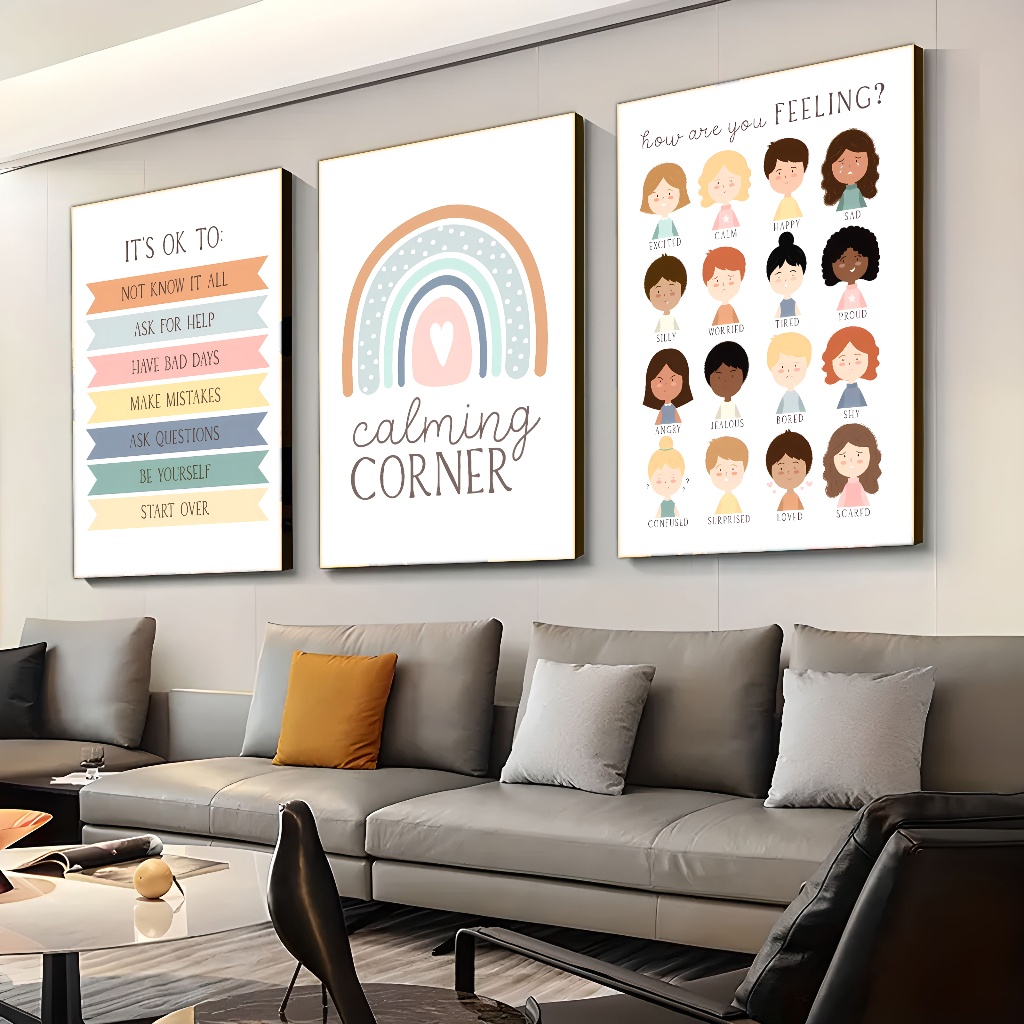 IT'S OK TO:
NOT KNOW IT ALL
ASK FOR HELP
HAVE BAD DAYS
MAKE MISTAKES
ASK QUESTIONS
BE YOURSELF
START OVER
calming
CORNER
how are you FEELING?
EXCITED CALM HAPPY SAD
SILLY WORRIED TIRED PROUD
ANGRY JEALOUS BORED SHY
? ?
CONFUSED SURPRISED LOVED SCARED